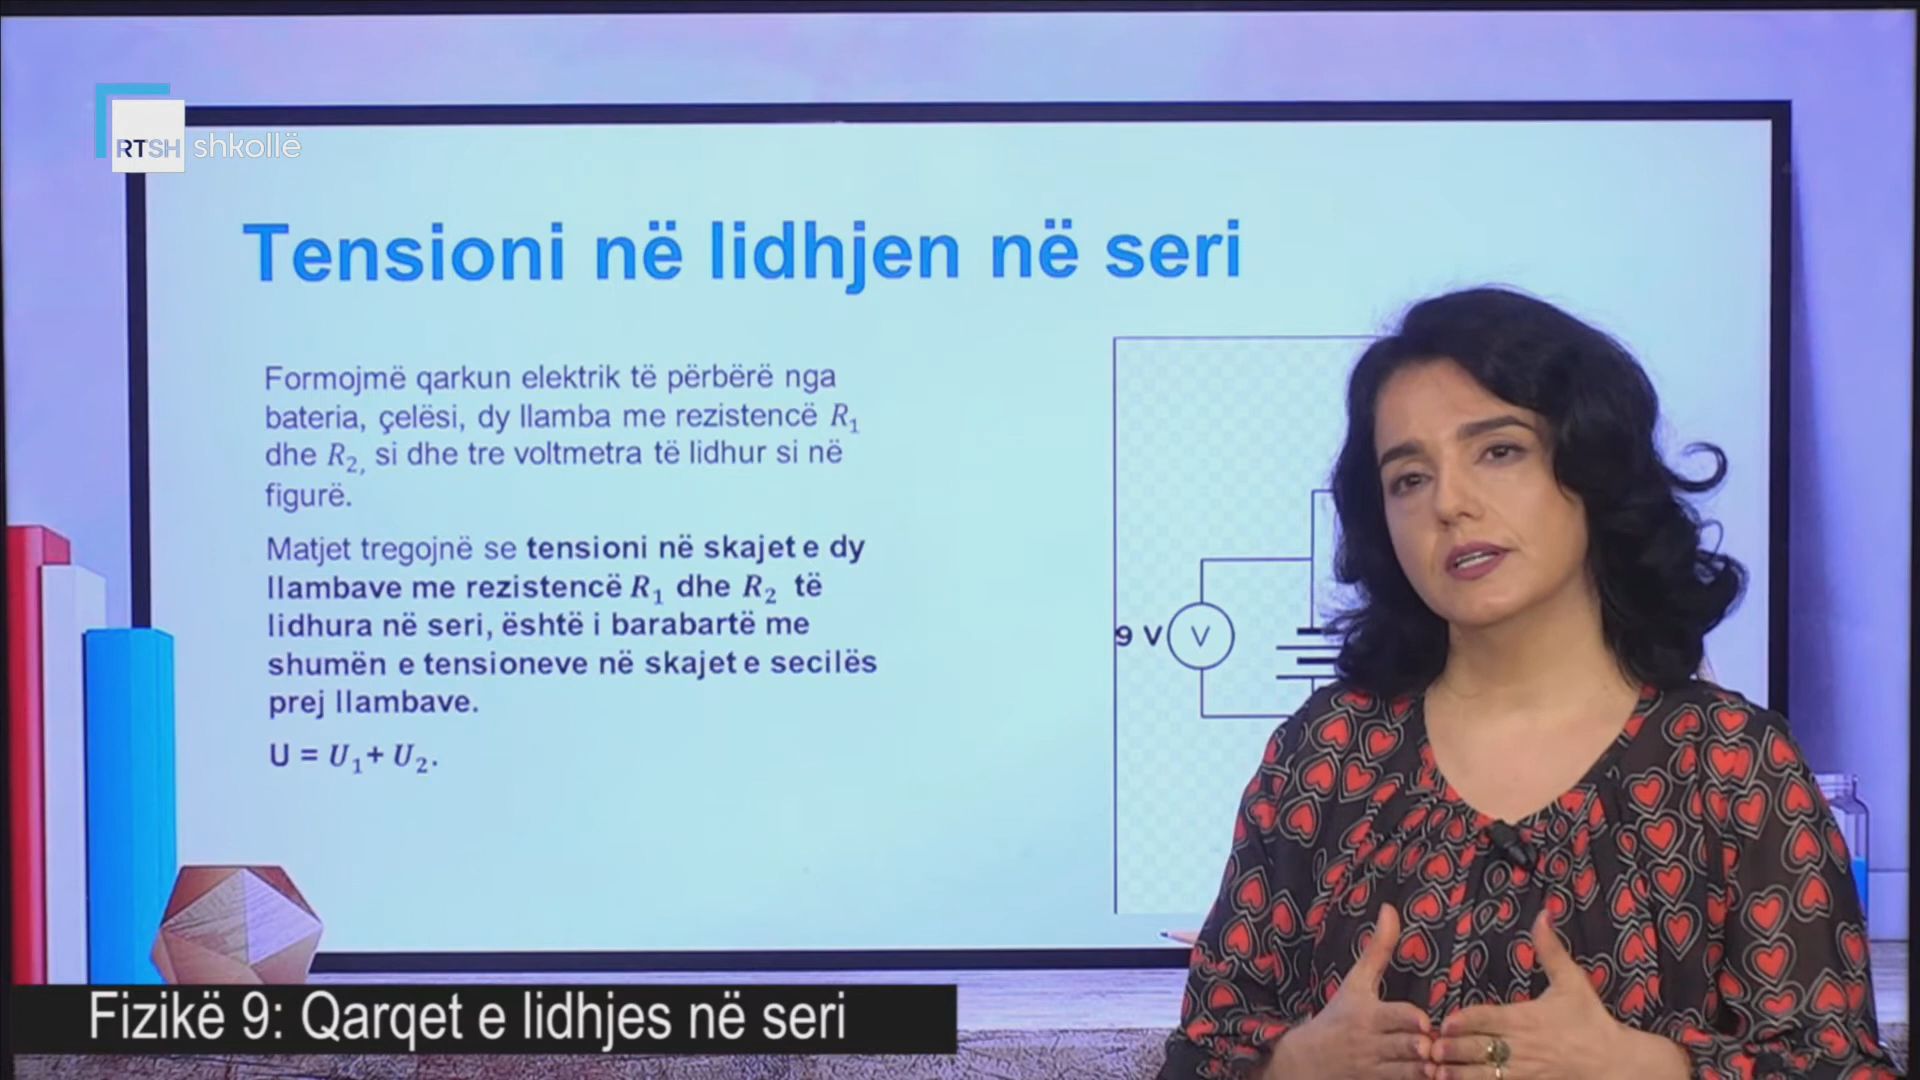 RTSH shkollë
Tensioni në lidhjen në seri
Formojmë qarkun elektrik të përbërë nga
bateria, çelësi, dy llamba me rezistencë R₁
dhe R₂, si dhe tre voltmetra të lidhur si në
figurë.
Matjet tregojnë se tensioni në skajet e dy
llambave me rezistencë R₁ dhe R₂ të
lidhura në seri, është i barabartë me
shumën e tensioneve në skajet e secilës
prej llambave.
U = U₁+ U₂.
9 V V
Fizikë 9: Qarqet e lidhjes në seri